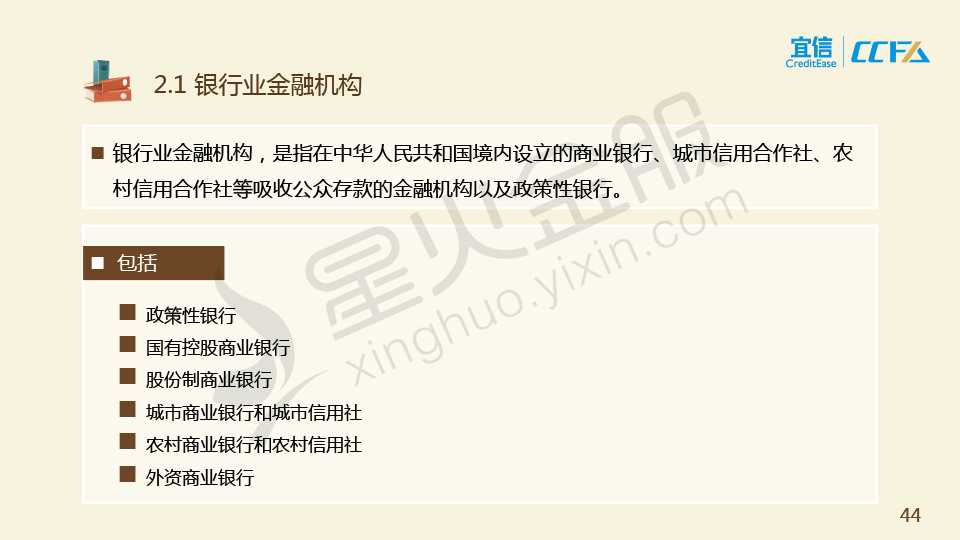 宜信
CreditEase
CCFA
2.1 银行业金融机构
银行业金融机构，是指在中华人民共和国境内设立的商业银行、城市信用合作社、农
村信用合作社等吸收公众存款的金融机构以及政策性银行。
包括
政策性银行
国有控股商业银行
股份制商业银行
城市商业银行和城市信用社
农村商业银行和农村信用社
外资商业银行
星火金服
xinghuo.yixin.com
44